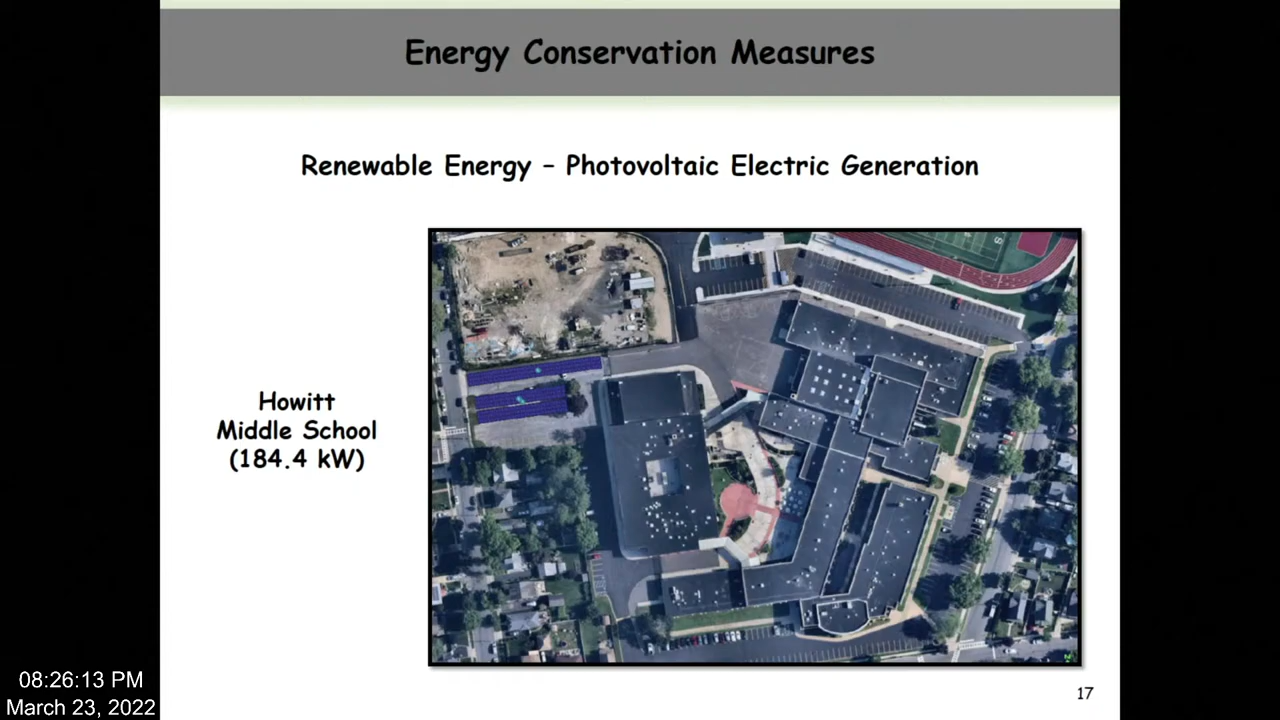 Energy Conservation Measures
Renewable Energy – Photovoltaic Electric Generation
Howitt
Middle School
(184.4 kW)
08:26:13 PM
March 23, 2022
17